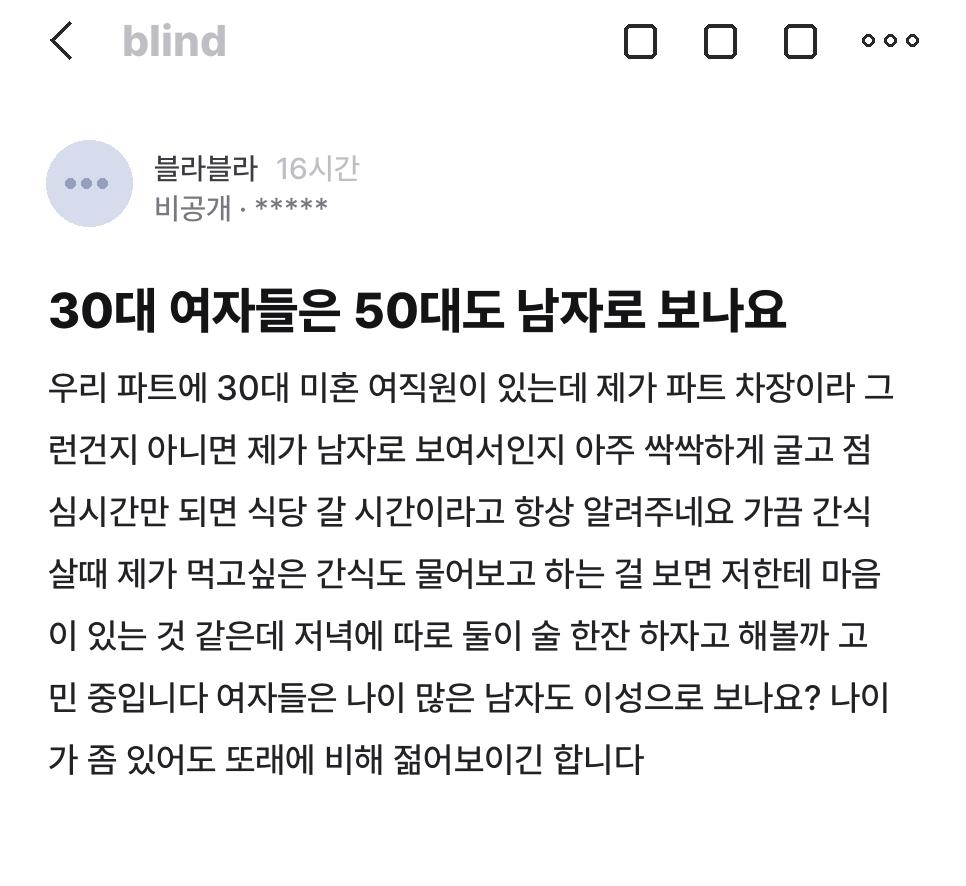 blind
블라블라 16시간
비공개 · *****
30대 여자들은 50대도 남자로 보나요
우리 파트에 30대 미혼 여직원이 있는데 제가 파트 차장이라 그
런건지 아니면 제가 남자로 보여서인지 아주 싹싹하게 굴고 점
심시간만 되면 식당 갈 시간이라고 항상 알려주네요 가끔 간식
살때 제가 먹고싶은 간식도 물어보고 하는 걸 보면 저한테 마음
이 있는 것 같은데 저녁에 따로 둘이 술 한잔 하자고 해볼까 고
민 중입니다 여자들은 나이 많은 남자도 이성으로 보나요? 나이
가 좀 있어도 또래에 비해 젊어보이긴 합니다